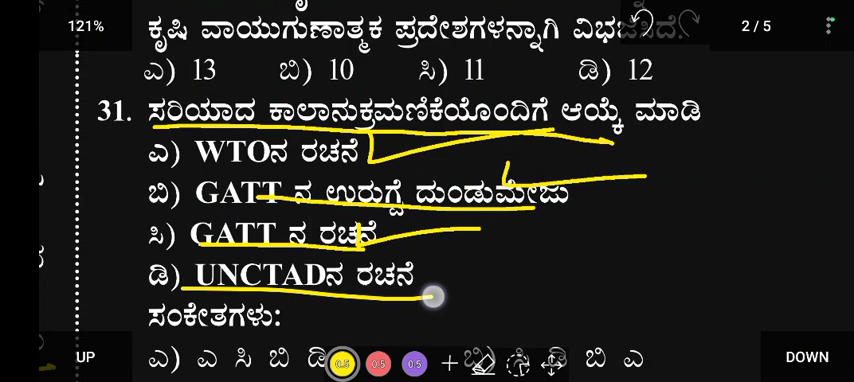 121%
2 / 5
ಕೃಷಿ ವಾಯುಗುಣಾತ್ಮಕ ಪ್ರದೇಶಗಳನ್ನಾಗಿ
ಎ) 13 ಬಿ) 10 ಸಿ) 11 ಡಿ) 12
31. ಸರಿಯಾದ ಕಾಲಾನುಕ್ರಮಣಿಕೆಯೊಂದಿಗೆ ಆಯ್ಕೆ ಮಾಡಿ
ಎ) WTOನ ರಚನೆ
ಬಿ) GATT ನ ಉರುಗ್ವೆ ದುಂಡುಮೇಜು
ಸಿ) GATT ನ ರಚನೆ
ಡಿ) UNCTADನ ರಚನೆ
ಸಂಕೇತಗಳು:
UP
ಎ) ಎ ಸಿ ಬಿ ಡಿ ಬಿ) ಡಿ ಬಿ ಎ
0.5 0.5 0.5
DOWN